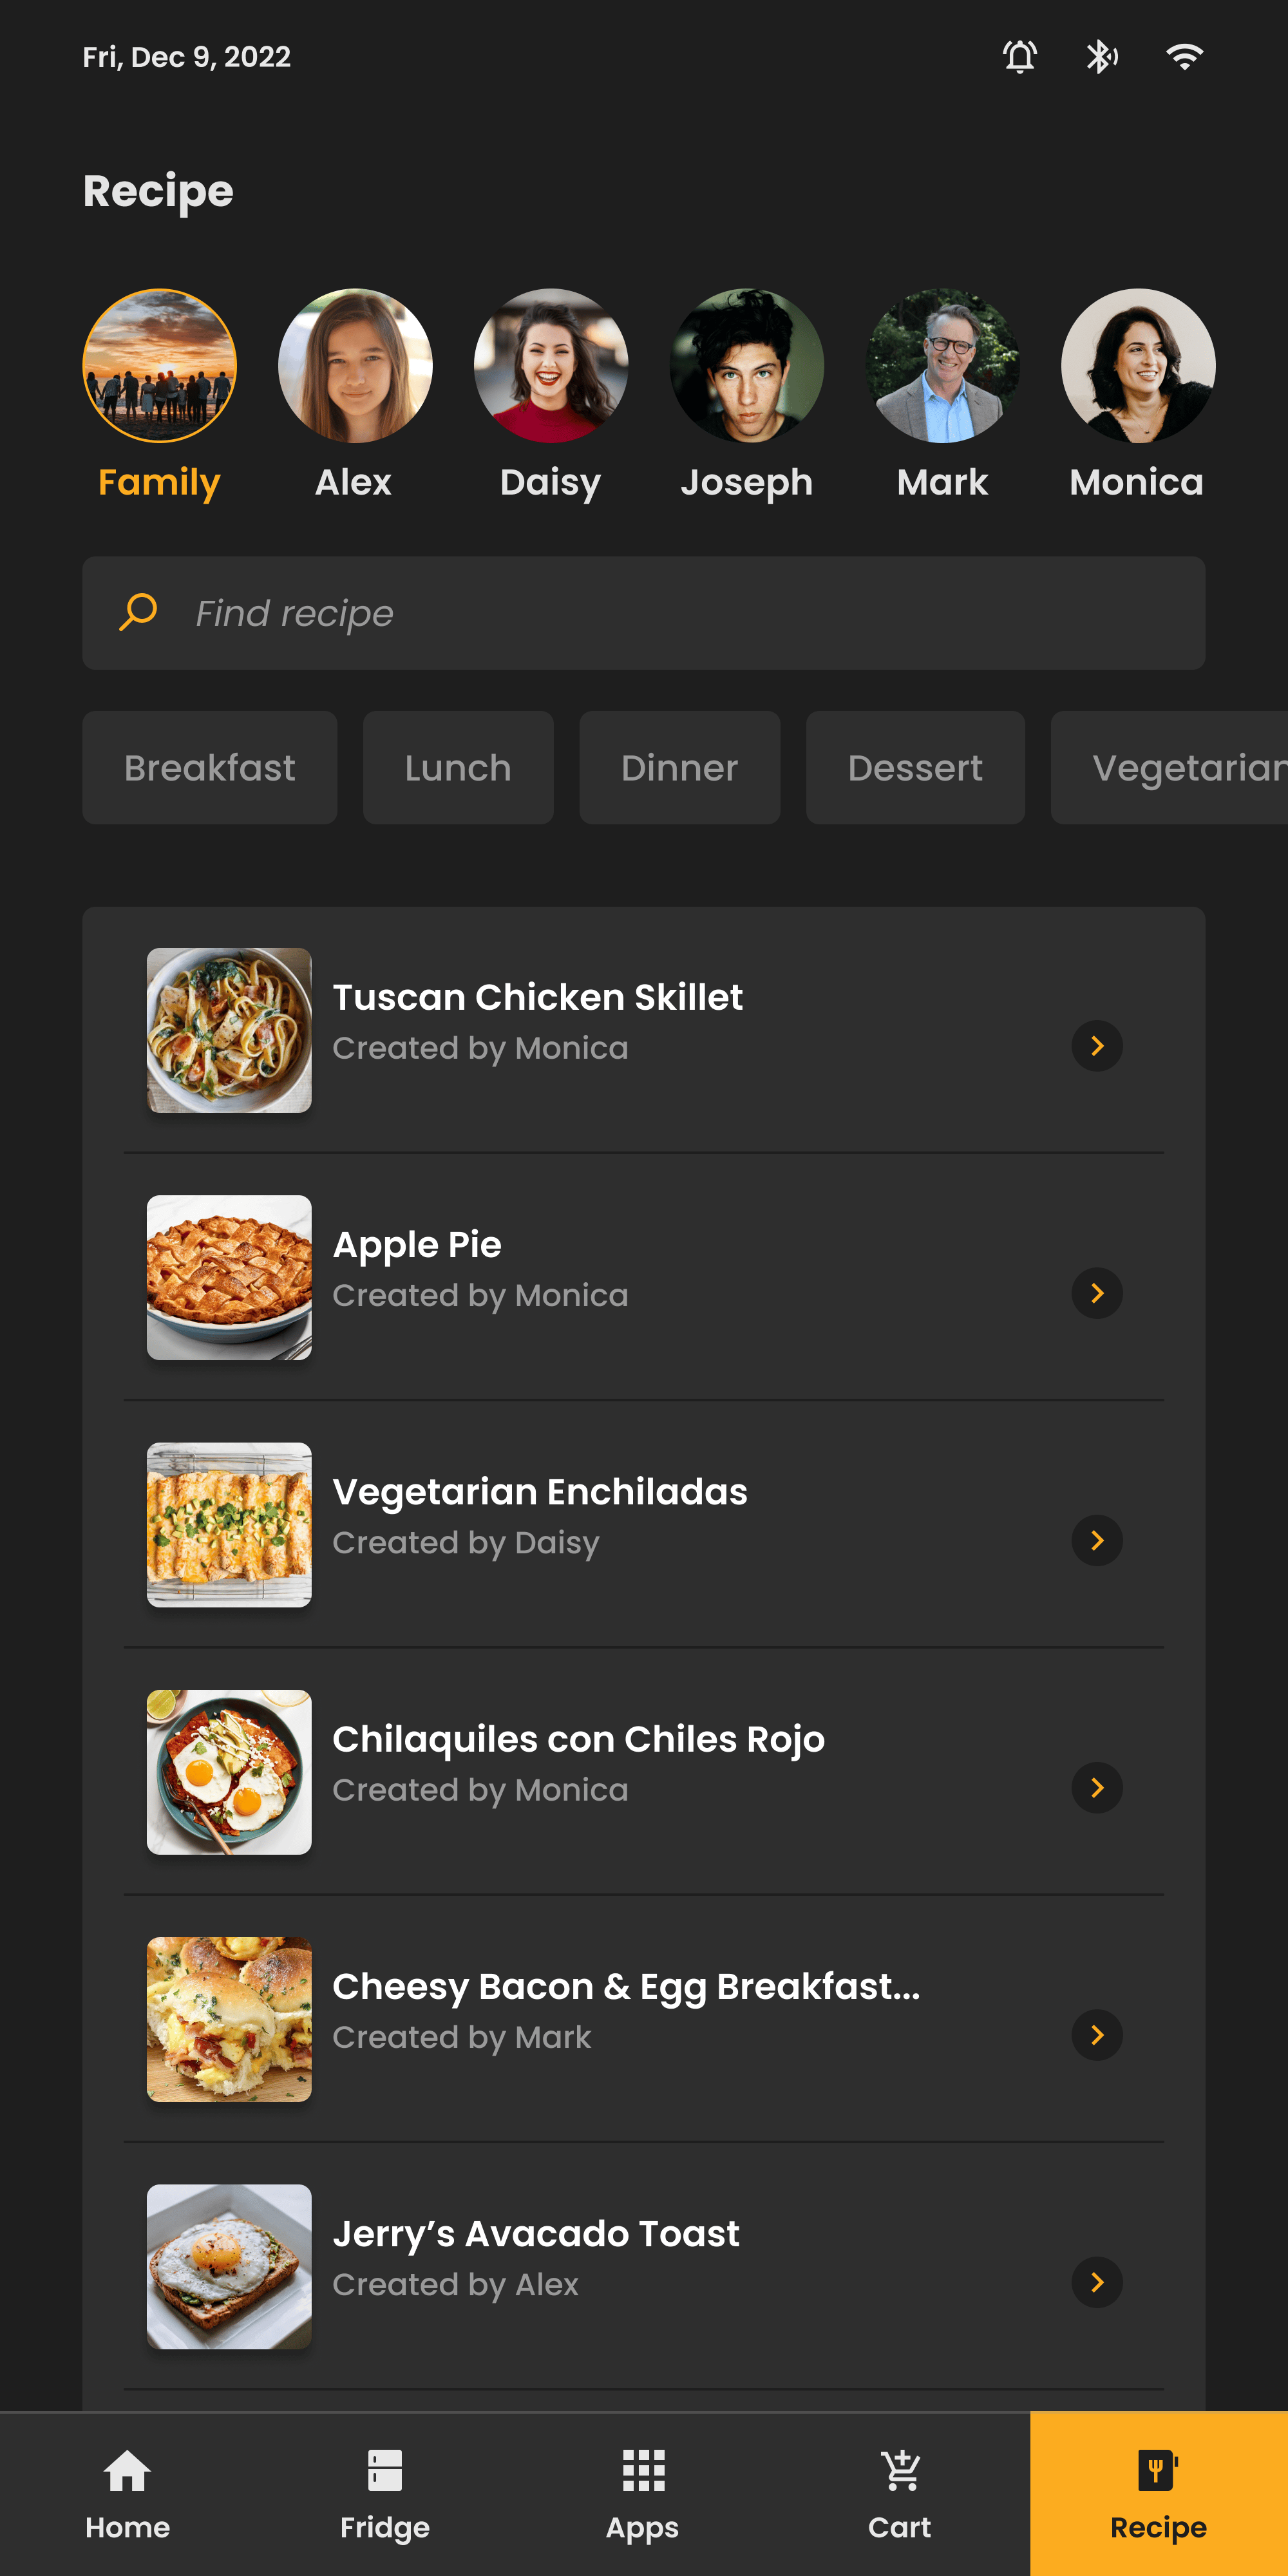 Fri, Dec 9, 2022
Recipe
Family Alex Daisy Joseph Mark Monica
Find recipe
Breakfast Lunch Dinner Dessert Vegetarian
Tuscan Chicken Skillet
Created by Monica
Apple Pie
Created by Monica
Vegetarian Enchiladas
Created by Daisy
Chilaquiles con Chiles Rojo
Created by Monica
Cheesy Bacon & Egg Breakfast...
Created by Mark
Jerry’s Avacado Toast
Created by Alex
Home Fridge Apps Cart Recipe